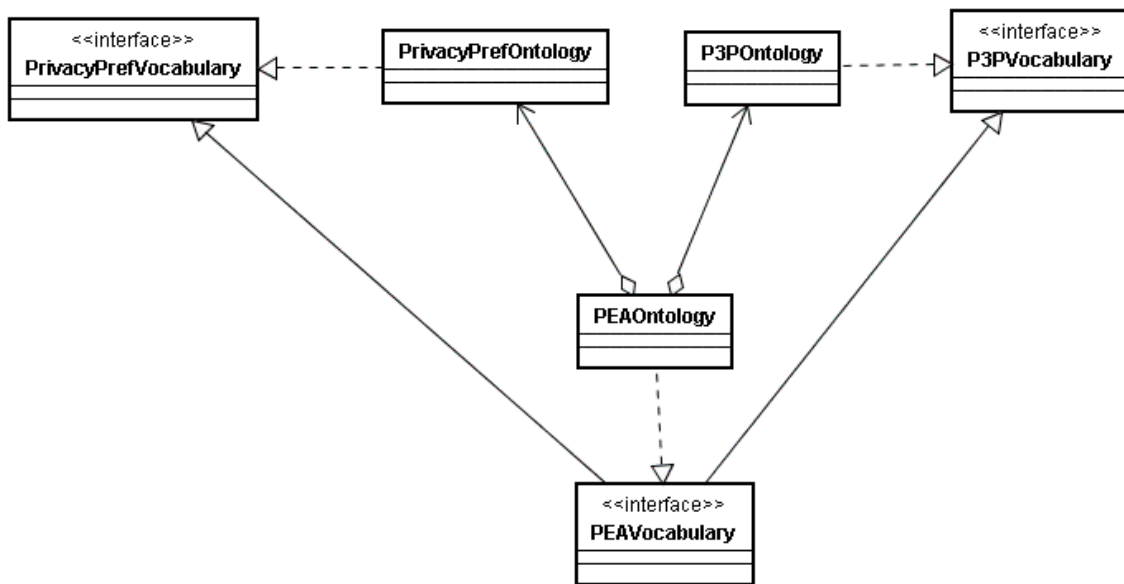 <<interface>>
PrivacyPrefVocabulary
PrivacyPrefOntology
P3POntology
<<interface>>
P3PVocabulary
PEAOntology
<<interface>>
PEAVocabulary